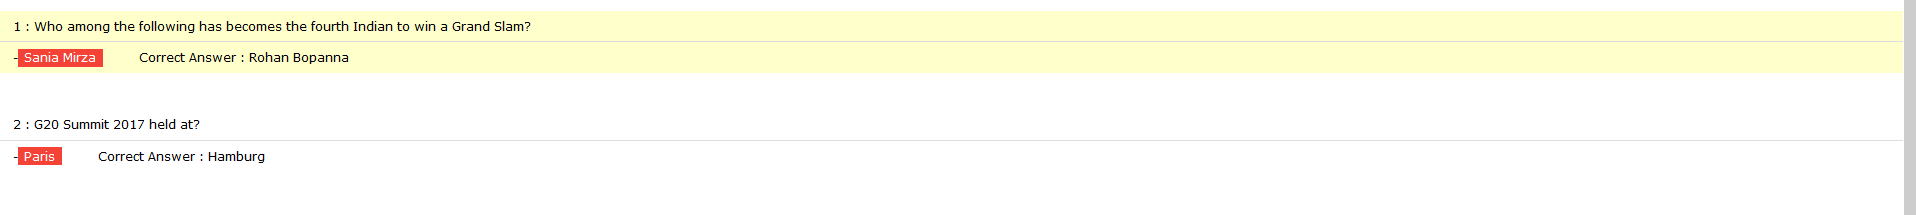 1 : Who among the following has becomes the fourth Indian to win a Grand Slam?
- Sania Mirza Correct Answer : Rohan Bopanna
2 : G20 Summit 2017 held at?
- Paris Correct Answer : Hamburg